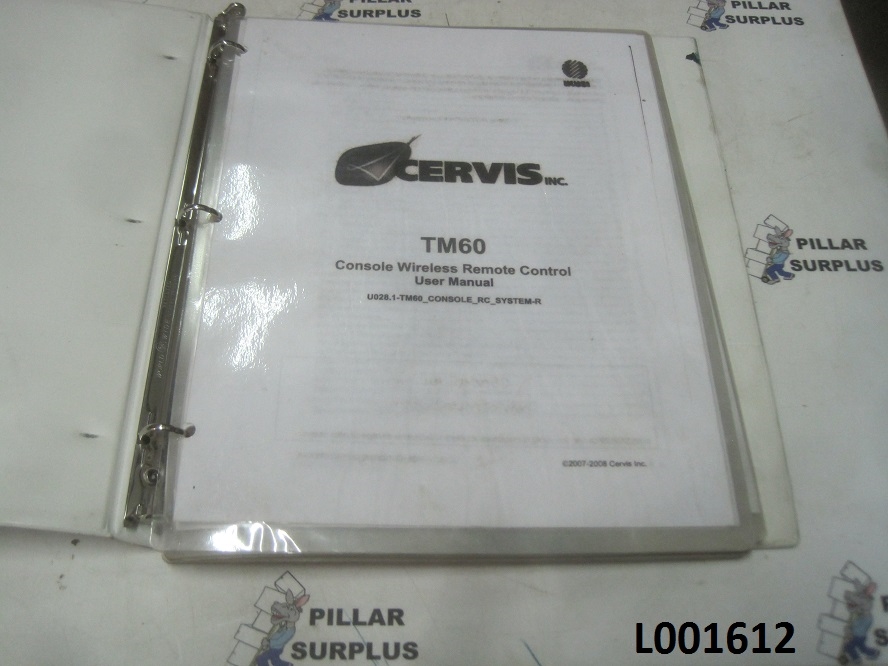 PILLAR
SURPLUS
PILLAR
SURPLUS
IKUSI
CERVIS INC.
TM60
Console Wireless Remote Control
User Manual
U028.1-TM60_CONSOLE_RC_SYSTEM-R
PILLAR
SURPLUS
©2007-2008 Cervis Inc.
PILLAR
SURPLUS
L001612